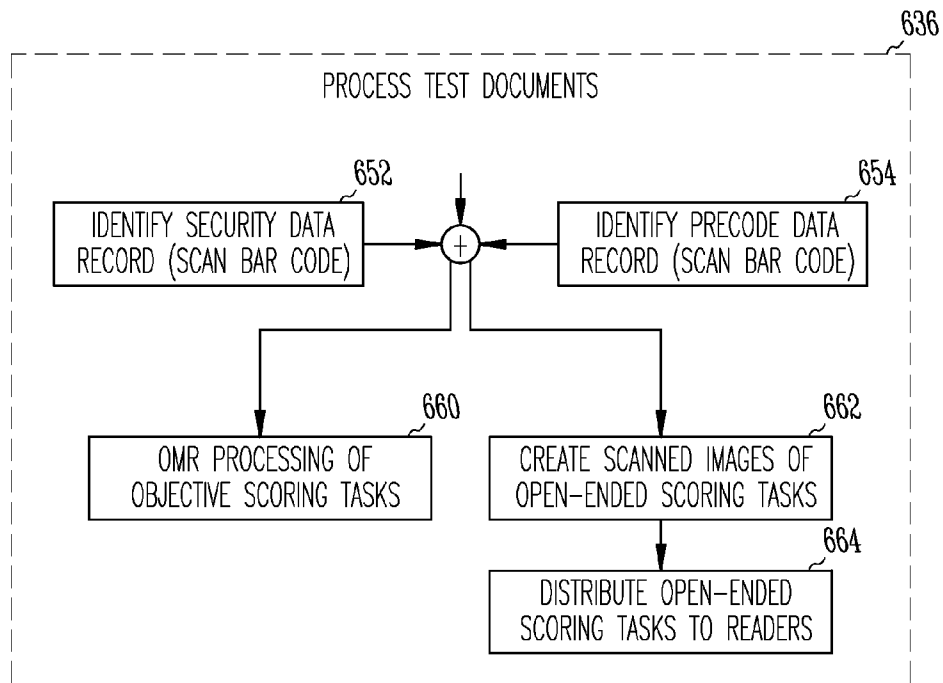 636
PROCESS TEST DOCUMENTS
652
IDENTIFY SECURITY DATA
RECORD (SCAN BAR CODE)
+
654
IDENTIFY PRECODE DATA
RECORD (SCAN BAR CODE)
660
OMR PROCESSING OF
OBJECTIVE SCORING TASKS
662
CREATE SCANNED IMAGES OF
OPEN-ENDED SCORING TASKS
664
DISTRIBUTE OPEN-ENDED
SCORING TASKS TO READERS